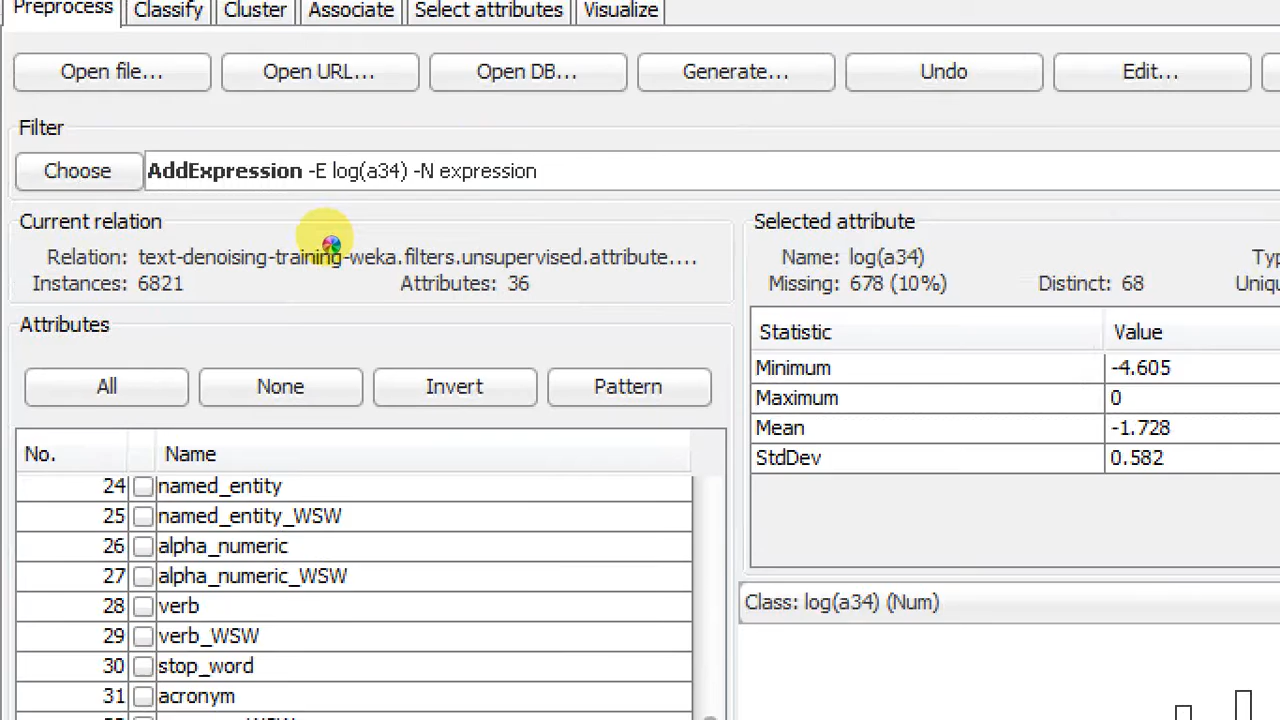 Preprocess Classify Cluster Associate Select attributes Visualize
Open file... Open URL... Open DB... Generate... Undo Edit...
Filter
Choose AddExpression -E log(a34) -N expression
Current relation
Relation: text-denoising-training-weka.filters.unsupervised.attribute....
Instances: 6821 Attributes: 36
Selected attribute
Name: log(a34) Typ
Missing: 678 (10%) Distinct: 68 Uniqu
Attributes
All None Invert Pattern
Statistic Value
Minimum -4.605
Maximum 0
Mean -1.728
StdDev 0.582
No. Name
24 named_entity
25 named_entity_WSW
26 alpha_numeric
27 alpha_numeric_WSW
28 verb
29 verb_WSW
30 stop_word
31 acronym
Class: log(a34) (Num)